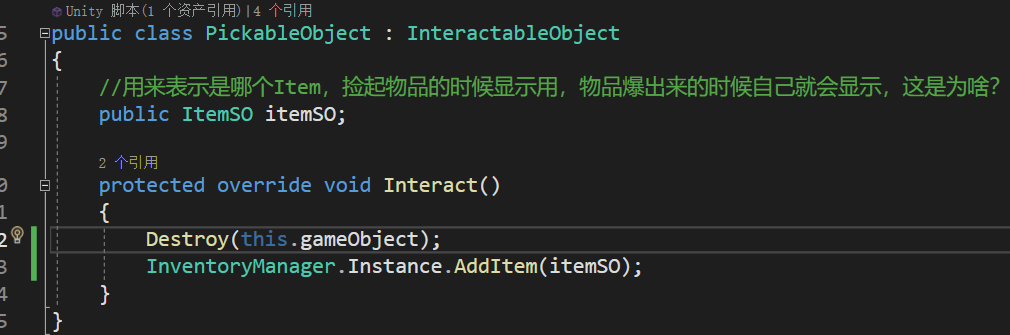 Unity 脚本(1 个资产引用)|4 个引用
5 public class PickableObject : InteractableObject
6 {
7 //用来表示是哪个Item，捡起物品的时候显示用，物品爆出来的时候自己就会显示，这是为啥？
8 public ItemSO itemSO;
9
2 个引用
0 protected override void Interact()
1 {
2 Destroy(this.gameObject);
3 InventoryManager.Instance.AddItem(itemSO);
4 }
5 }